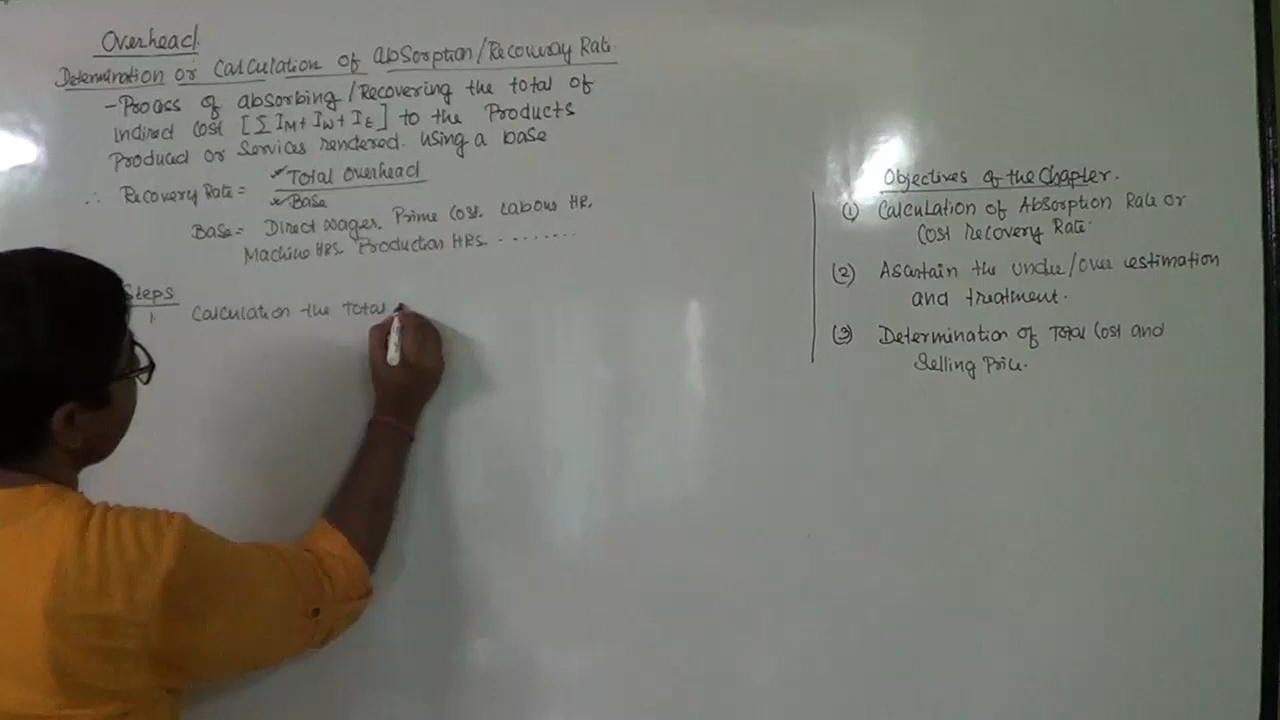 Overhead.
Determination or Calculation of absorption/Recovery Rate.
- Process of absorbing/Recovering the total of
Indirect Cost [Σ IM + IW + IE] to the Products
Produced or Services rendered. Using a base
∴ Recovery Rate = Total Overhead
Base
Base = Direct wages, Prime Cost, Labour HR,
Machine HRS, Production HRS. ........
Steps
1. Calculation the Total
Objectives of the Chapter.
(1) Calculation of Absorption Rate or
Cost Recovery Rate.
(2) Ascertain the under/over estimation
and treatment.
(3) Determination of Total Cost and
Selling Price.